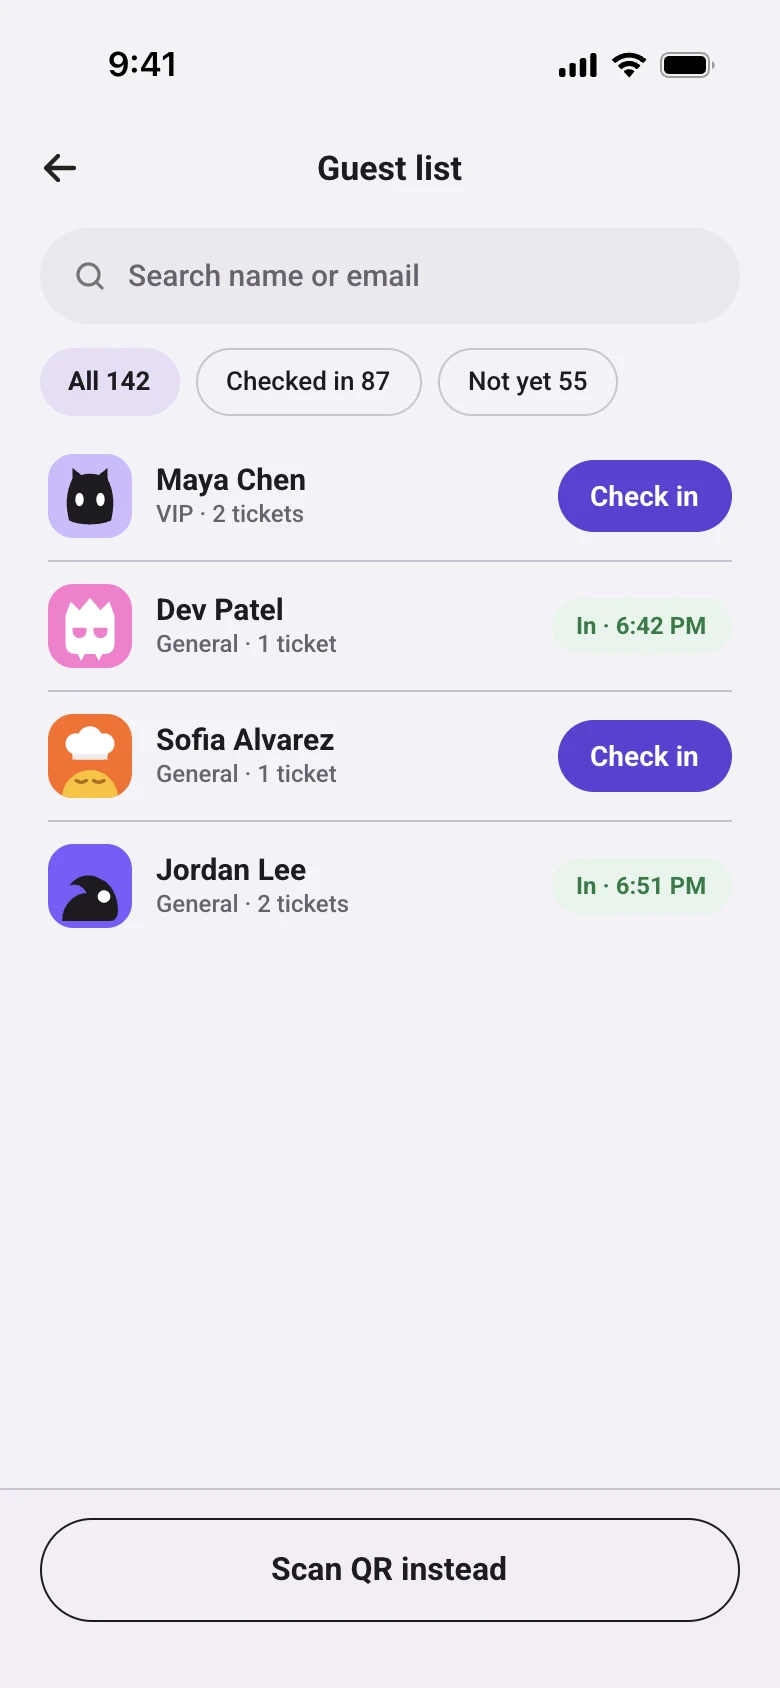 9:41
Guest list
Search name or email
All 142
Checked in 87
Not yet 55
Maya Chen
VIP · 2 tickets
Check in
Dev Patel
General · 1 ticket
In · 6:42 PM
Sofia Alvarez
General · 1 ticket
Check in
Jordan Lee
General · 2 tickets
In · 6:51 PM
Scan QR instead